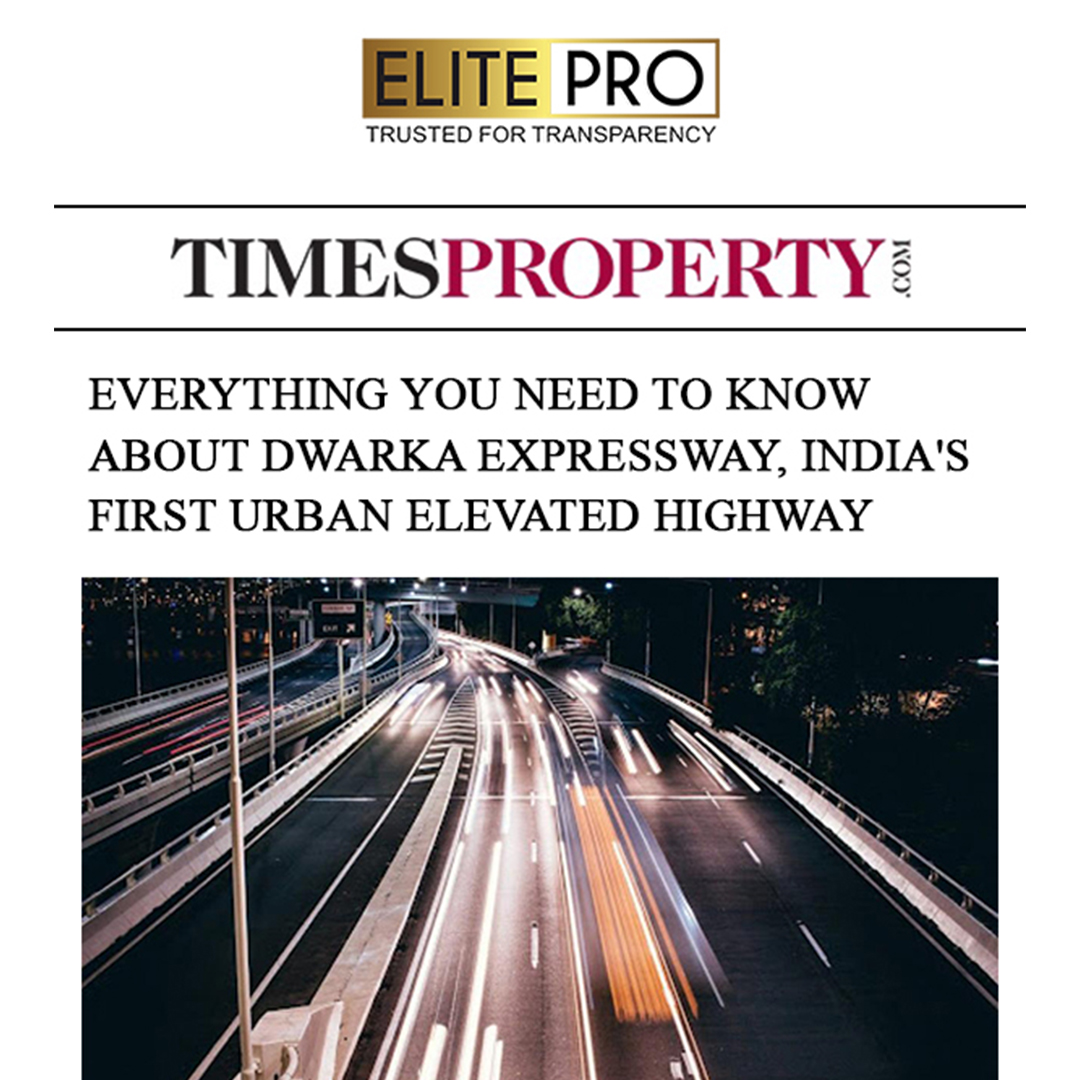 ELITE PRO
TRUSTED FOR TRANSPARENCY
TIMESPROPERTY.COM
EVERYTHING YOU NEED TO KNOW
ABOUT DWARKA EXPRESSWAY, INDIA'S
FIRST URBAN ELEVATED HIGHWAY
EXIT